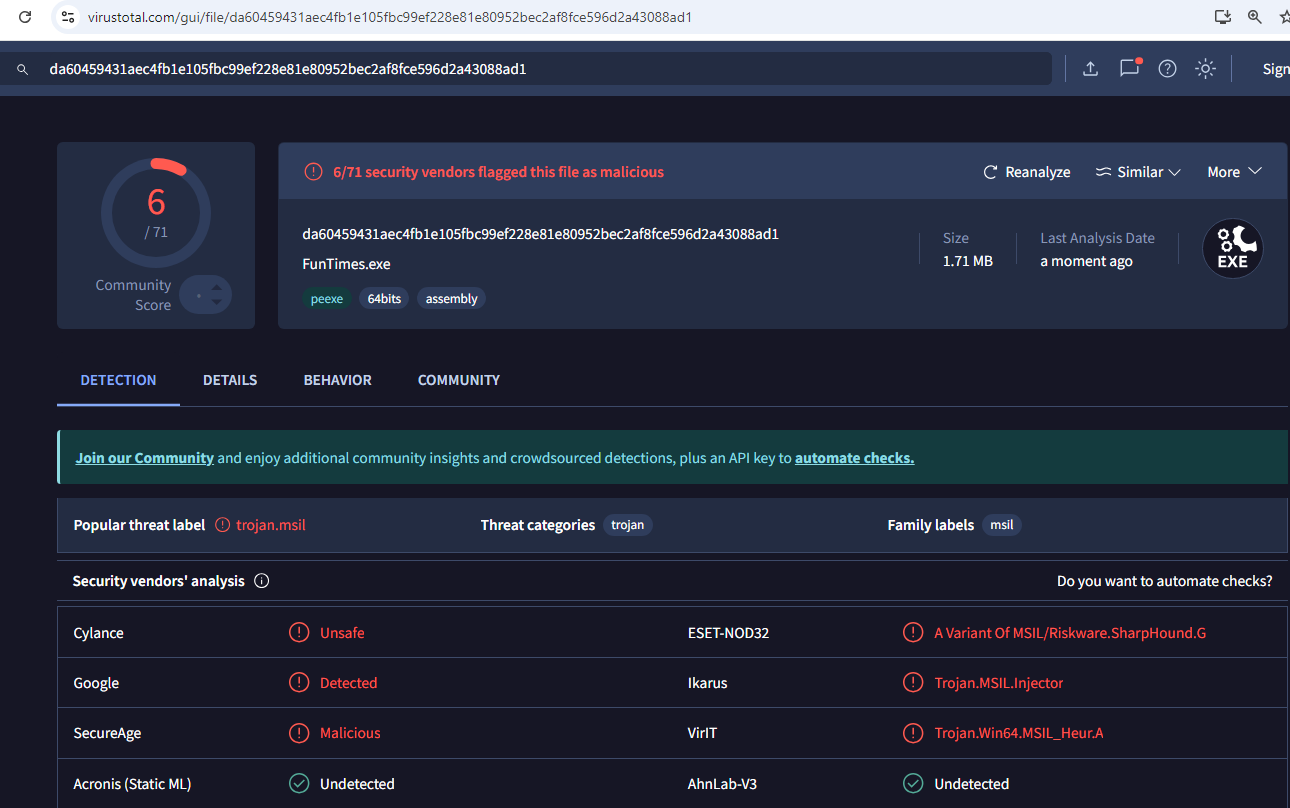 virustotal.com/gui/file/da60459431aec4fb1e105fbc99ef228e81e80952bec2af8fce596d2a43088ad1
da60459431aec4fb1e105fbc99ef228e81e80952bec2af8fce596d2a43088ad1
Sign
6
/ 71
Community
Score
6/71 security vendors flagged this file as malicious
Reanalyze
Similar
More
da60459431aec4fb1e105fbc99ef228e81e80952bec2af8fce596d2a43088ad1
FunTimes.exe
peexe 64bits assembly
Size
1.71 MB
Last Analysis Date
a moment ago
EXE
DETECTION DETAILS BEHAVIOR COMMUNITY
Join our Community and enjoy additional community insights and crowdsourced detections, plus an API key to automate checks.
Popular threat label trojan.msil Threat categories trojan Family labels msil
Security vendors' analysis Do you want to automate checks?
Cylance Unsafe ESET-NOD32 A Variant Of MSIL/Riskware.SharpHound.G
Google Detected Ikarus Trojan.MSIL.Injector
SecureAge Malicious VirIT Trojan.Win64.MSIL_Heur.A
Acronis (Static ML) Undetected AhnLab-V3 Undetected